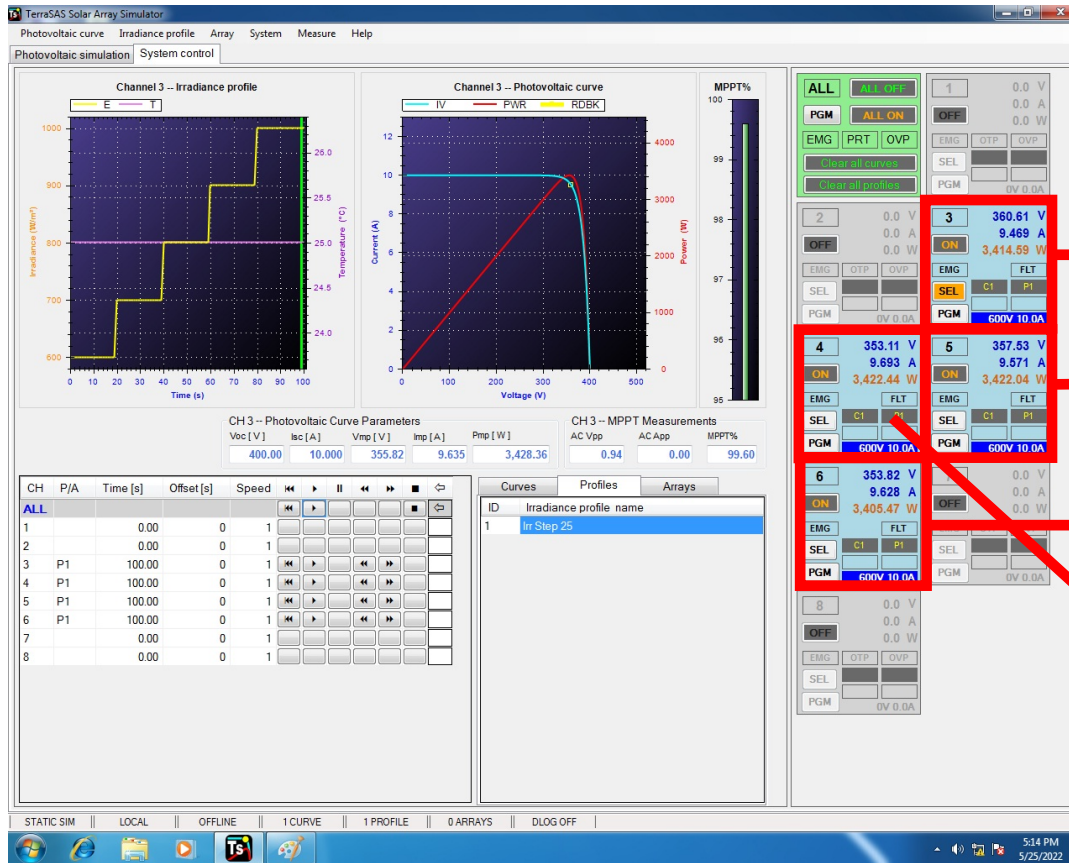 TerraSAS Solar Array Simulator
Photovoltaic curve Irradiance profile Array System Measure Help
Photovoltaic simulation System control
Channel 3 -- Irradiance profile
E T
1000
900
800
700
600
Irradiance (W/m²)
26.0
25.5
25.0
24.5
24.0
Temperature (°C)
0 10 20 30 40 50 60 70 80 90 100
Time (s)
Channel 3 -- Photovoltaic curve
IV PWR RDBK
12
10
8
6
4
2
0
Current (A)
4000
3000
2000
1000
0
Power (W)
0 100 200 300 400 500
Voltage (V)
MPPT%
100
99
98
97
96
95
CH 3 -- Photovoltaic Curve Parameters
Voc [ V ] Isc [ A ] Vmp [ V ] Imp [ A ] Pmp [ W ]
400.00 10.000 355.82 9.635 3,428.36
CH 3 -- MPPT Measurements
AC Vpp AC App MPPT%
0.94 0.00 99.60
CH P/A Time [s] Offset [s] Speed
ALL
1 0.00 0 1
2 0.00 0 1
3 P1 100.00 0 1
4 P1 100.00 0 1
5 P1 100.00 0 1
6 P1 100.00 0 1
7 0.00 0 1
8 0.00 0 1
Curves Profiles Arrays
ID Irradiance profile name
1 Irr Step 25
ALL ALL OFF
PGM ALL ON
EMG PRT OVP
Clear all curves
Clear all profiles
1 0.0 V
0.0 A
OFF 0.0 W
EMG OTP OVP
SEL
PGM 0V 0.0A
2 0.0 V
0.0 A
OFF 0.0 W
EMG OTP OVP
SEL
PGM 0V 0.0A
3 360.61 V
9.469 A
ON 3,414.59 W
EMG FLT
SEL C1 P1
PGM 600V 10.0A
4 353.11 V
9.693 A
ON 3,422.44 W
EMG FLT
SEL C1 P1
PGM 600V 10.0A
5 357.53 V
9.571 A
ON 3,422.04 W
EMG FLT
SEL C1 P1
PGM 600V 10.0A
6 353.82 V
9.628 A
ON 3,405.47 W
EMG FLT
SEL C1 P1
PGM 600V 10.0A
0.0 V
0.0 A
OFF 0.0 W
SEL
PGM 0V 0.0A
8 0.0 V
0.0 A
OFF 0.0 W
EMG OTP OVP
SEL
PGM 0V 0.0A
STATIC SIM LOCAL OFFLINE 1 CURVE 1 PROFILE 0 ARRAYS DLOG OFF
Ts
5:14 PM
5/25/2022